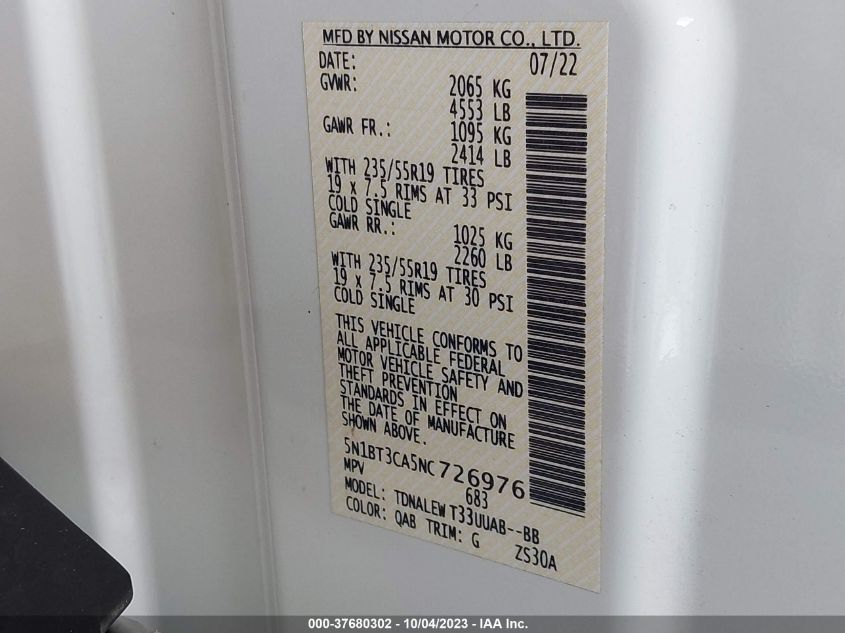 MFD BY NISSAN MOTOR CO., LTD.
DATE: 07/22
GVWR: 2065 KG
4553 LB
GAWR FR.: 1095 KG
2414 LB
WITH 235/55R19 TIRES
19 x 7.5 RIMS AT 33 PSI
COLD SINGLE
GAWR RR.: 1025 KG
2260 LB
WITH 235/55R19 TIRES
19 x 7.5 RIMS AT 30 PSI
COLD SINGLE
THIS VEHICLE CONFORMS TO
ALL APPLICABLE FEDERAL
MOTOR VEHICLE SAFETY AND
THEFT PREVENTION
STANDARDS IN EFFECT ON
THE DATE OF MANUFACTURE
SHOWN ABOVE.
5N1BT3CA5NC726976
MPV 683
MODEL: TDNALEW T33UUAB--BB
COLOR: QAB TRIM: G ZS30A
000-37680302 - 10/04/2023 - IAA Inc.